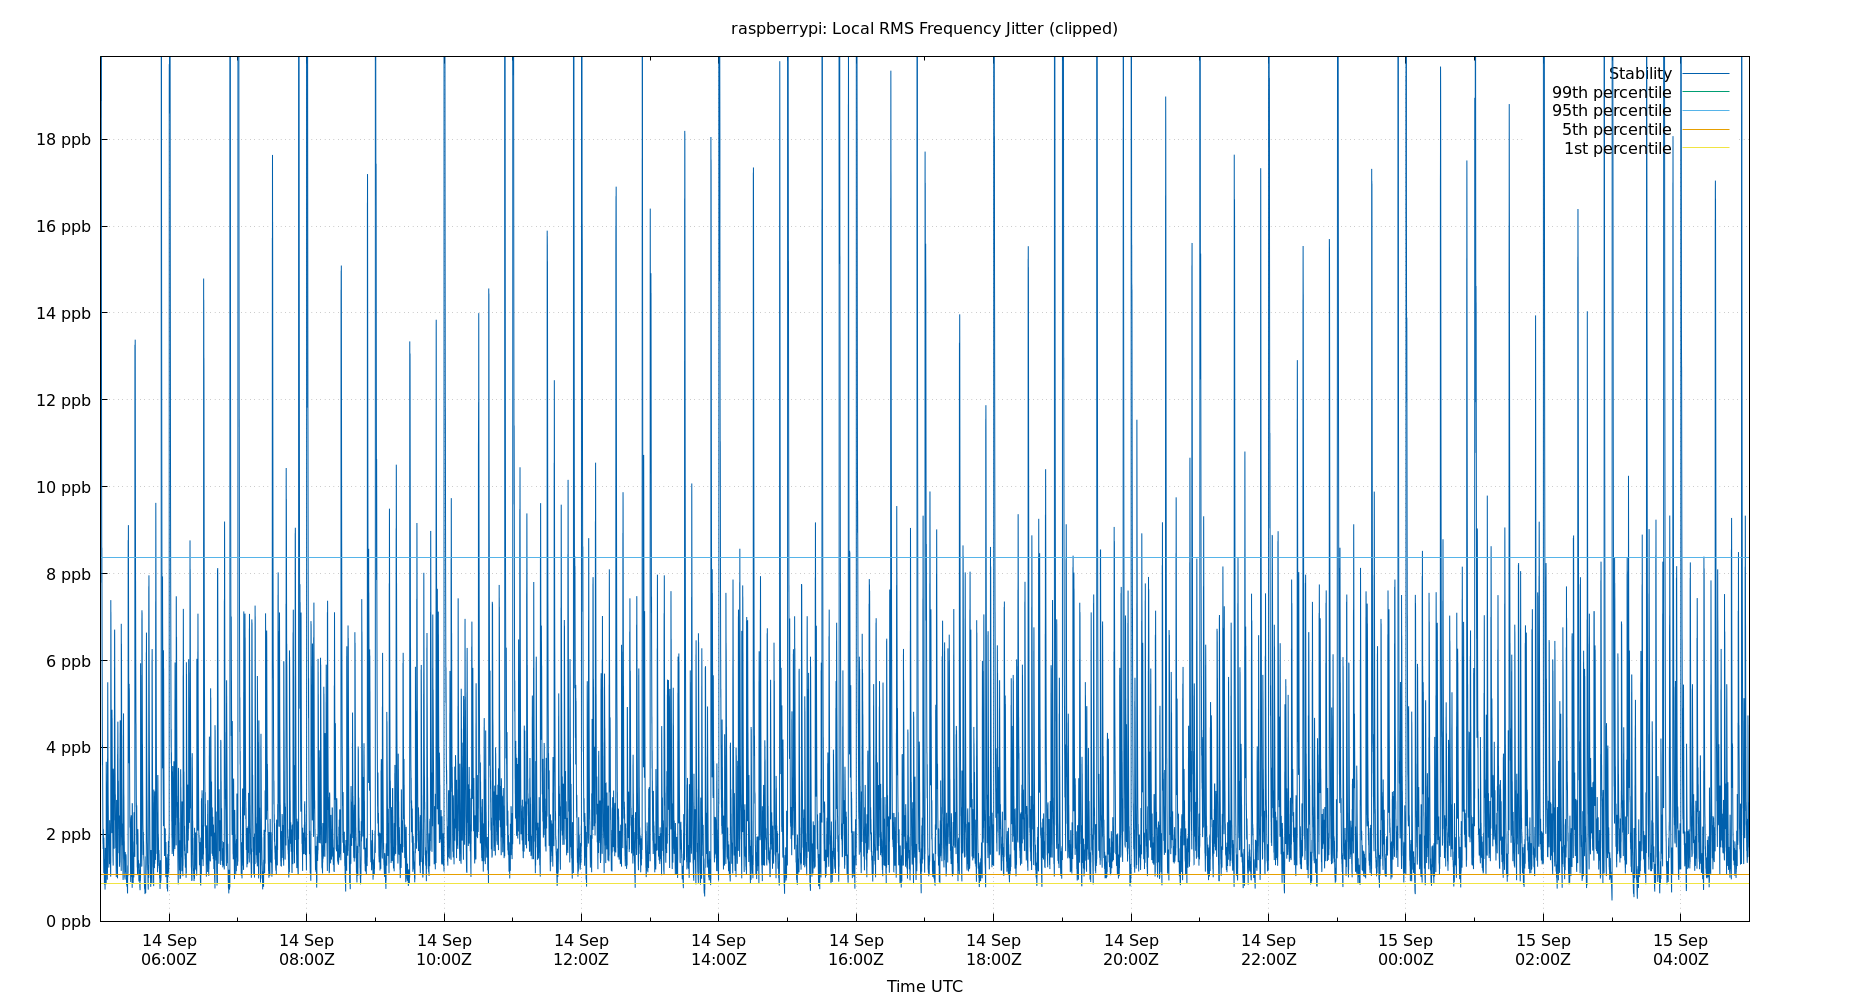 raspberrypi: Local RMS Frequency Jitter (clipped)
Stability
99th percentile
95th percentile
5th percentile
1st percentile
18 ppb
16 ppb
14 ppb
12 ppb
10 ppb
8 ppb
6 ppb
4 ppb
2 ppb
0 ppb
14 Sep 14 Sep 14 Sep 14 Sep 14 Sep 14 Sep 14 Sep 14 Sep 14 Sep 15 Sep 15 Sep 15 Sep
06:00Z 08:00Z 10:00Z 12:00Z 14:00Z 16:00Z 18:00Z 20:00Z 22:00Z 00:00Z 02:00Z 04:00Z
Time UTC